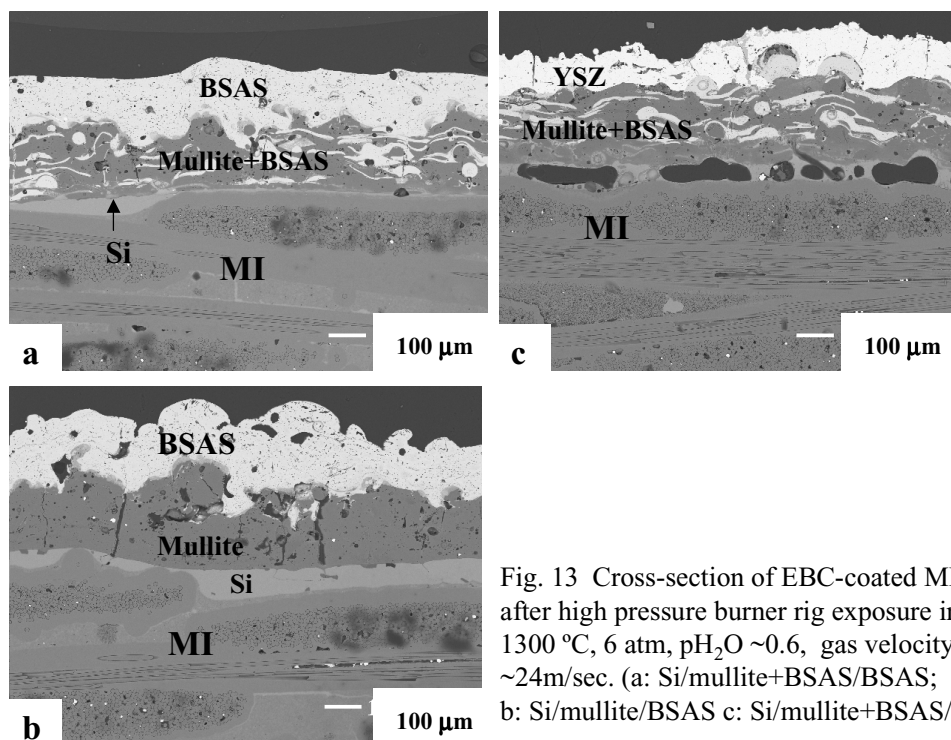 BSAS
Mullite+BSAS
Si
MI
a
100 μm
YSZ
Mullite+BSAS
MI
c
100 μm
BSAS
Mullite
Si
MI
b
100 μm
Fig. 13 Cross-section of EBC-coated MI
after high pressure burner rig exposure in
1300 ºC, 6 atm, pH₂O ~0.6, gas velocity
~24m/sec. (a: Si/mullite+BSAS/BSAS;
b: Si/mullite/BSAS c: Si/mullite+BSAS/